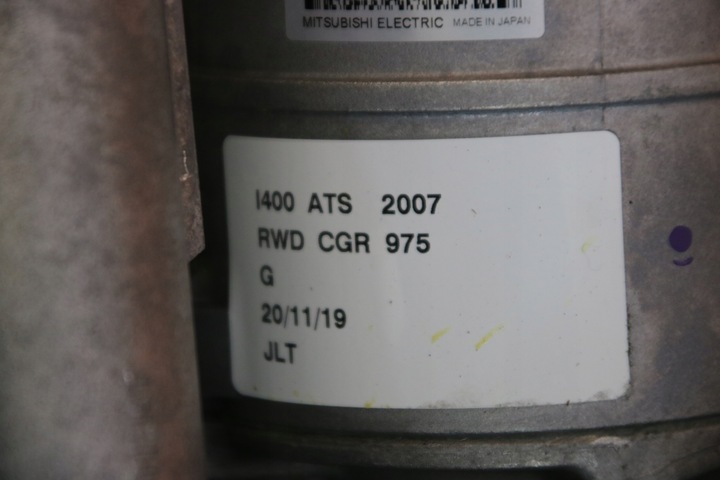 MITSUBISHI ELECTRIC MADE IN JAPAN
I400 ATS 2007
RWD CGR 975
G
20/11/19
JLT